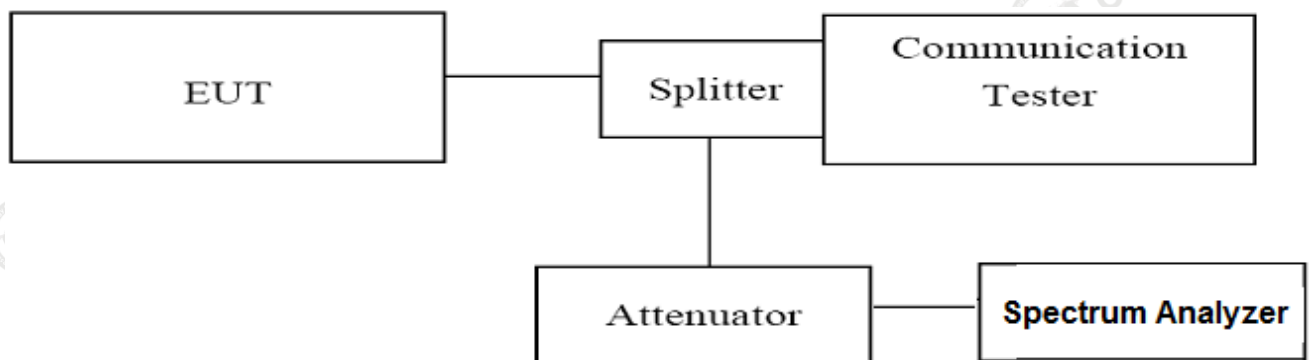 EUT
Splitter
Communication
Tester
Attenuator
Spectrum Analyzer